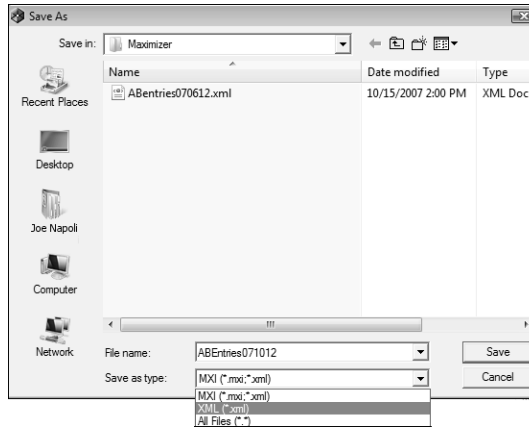 Save As
Save in:
Maximizer
Name
Date modified
Type
ABentries070612.xml
10/15/2007 2:00 PM
XML Doc
Recent Places
Desktop
Joe Napoli
Computer
Network
File name:
ABEntries071012
Save
Save as type:
MXI (*.mxi;*.xml)
Cancel
MXI (*.mxi;*.xml)
XML (*.xml)
All Files (*.*)